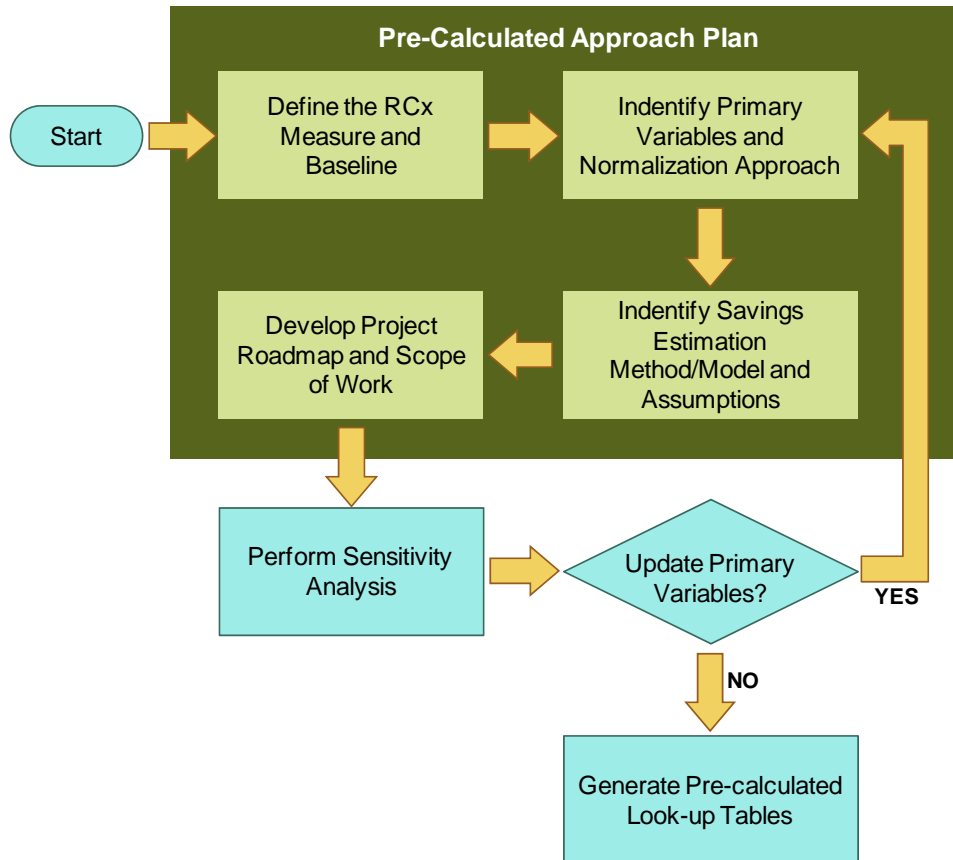 Pre-Calculated Approach Plan
Start
Define the RCx
Measure and
Baseline
Indentify Primary
Variables and
Normalization Approach
Indentify Savings
Estimation
Method/Model and
Assumptions
Develop Project
Roadmap and Scope
of Work
Perform Sensitivity
Analysis
Update Primary
Variables?
YES
NO
Generate Pre-calculated
Look-up Tables